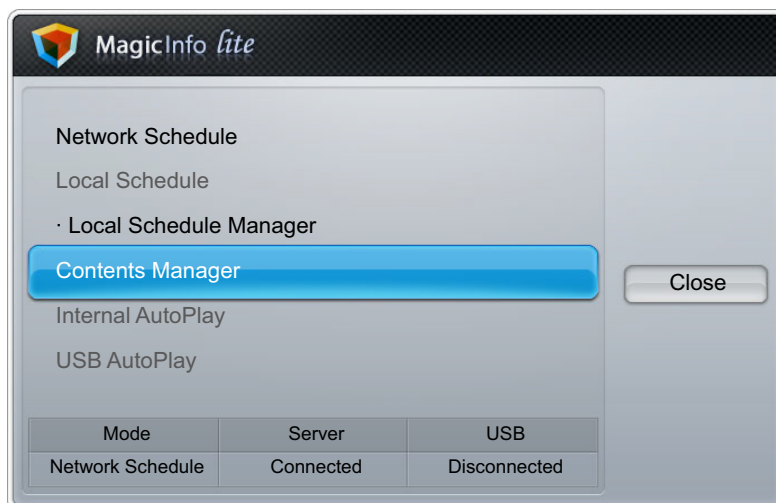 MagicInfo lite
Network Schedule
Local Schedule
· Local Schedule Manager
Contents Manager
Close
Internal AutoPlay
USB AutoPlay
Mode Server USB
Network Schedule Connected Disconnected